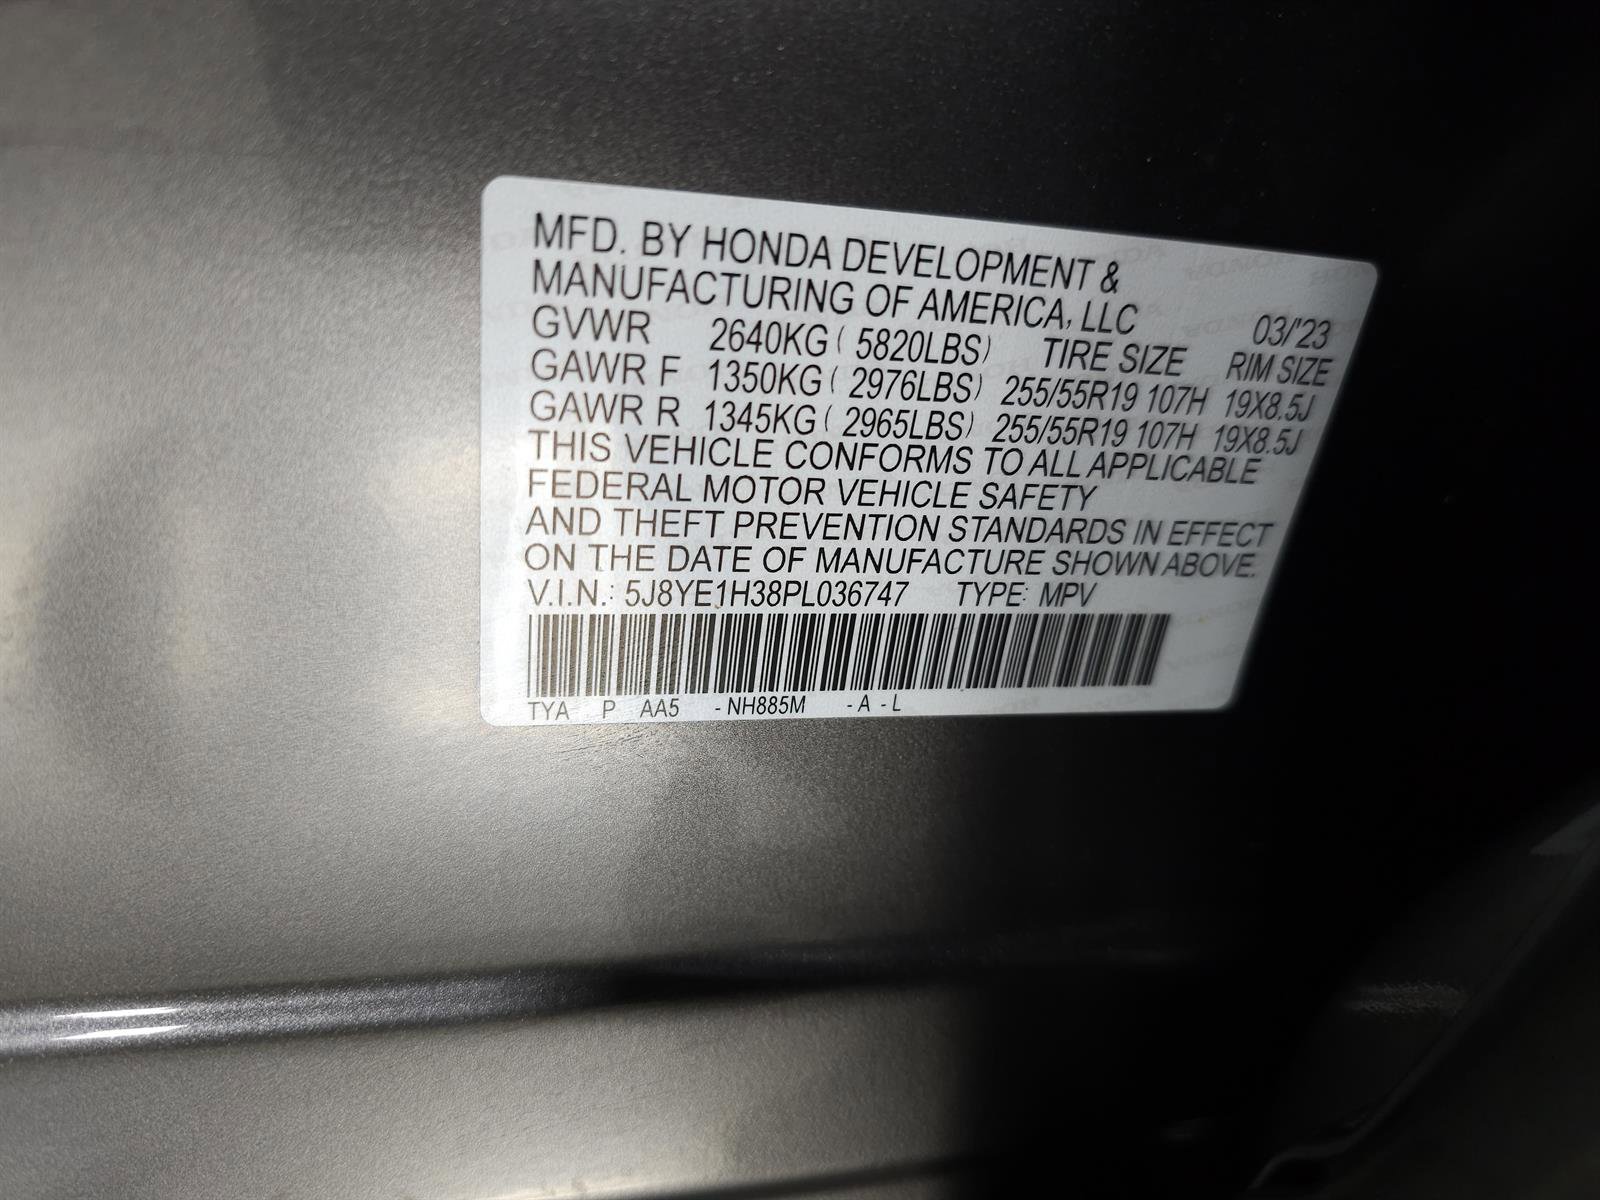 MFD. BY HONDA DEVELOPMENT &
MANUFACTURING OF AMERICA, LLC 03/'23
GVWR 2640KG ( 5820LBS) TIRE SIZE RIM SIZE
GAWR F 1350KG ( 2976LBS) 255/55R19 107H 19X8.5J
GAWR R 1345KG ( 2965LBS) 255/55R19 107H 19X8.5J
THIS VEHICLE CONFORMS TO ALL APPLICABLE
FEDERAL MOTOR VEHICLE SAFETY
AND THEFT PREVENTION STANDARDS IN EFFECT
ON THE DATE OF MANUFACTURE SHOWN ABOVE.
V.I.N.: 5J8YE1H38PL036747 TYPE: MPV
TYA P AA5 - NH885M - A - L